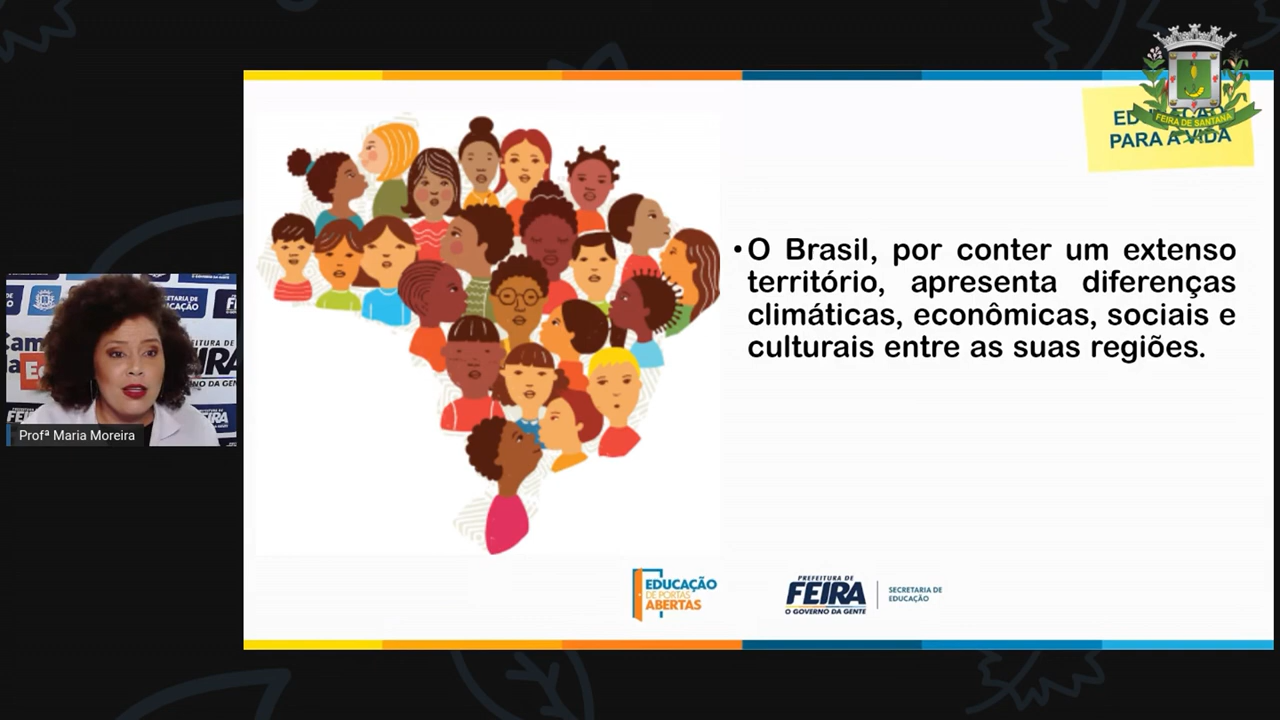 EDUCAÇÃO
PARA A VIDA
FEIRA DE SANTANA
• O Brasil, por conter um extenso
território, apresenta diferenças
climáticas, econômicas, sociais e
culturais entre as suas regiões.
Profª Maria Moreira
EDUCAÇÃO
DE PORTAS
ABERTAS
PREFEITURA DE
FEIRA
O GOVERNO DA GENTE
SECRETARIA DE
EDUCAÇÃO